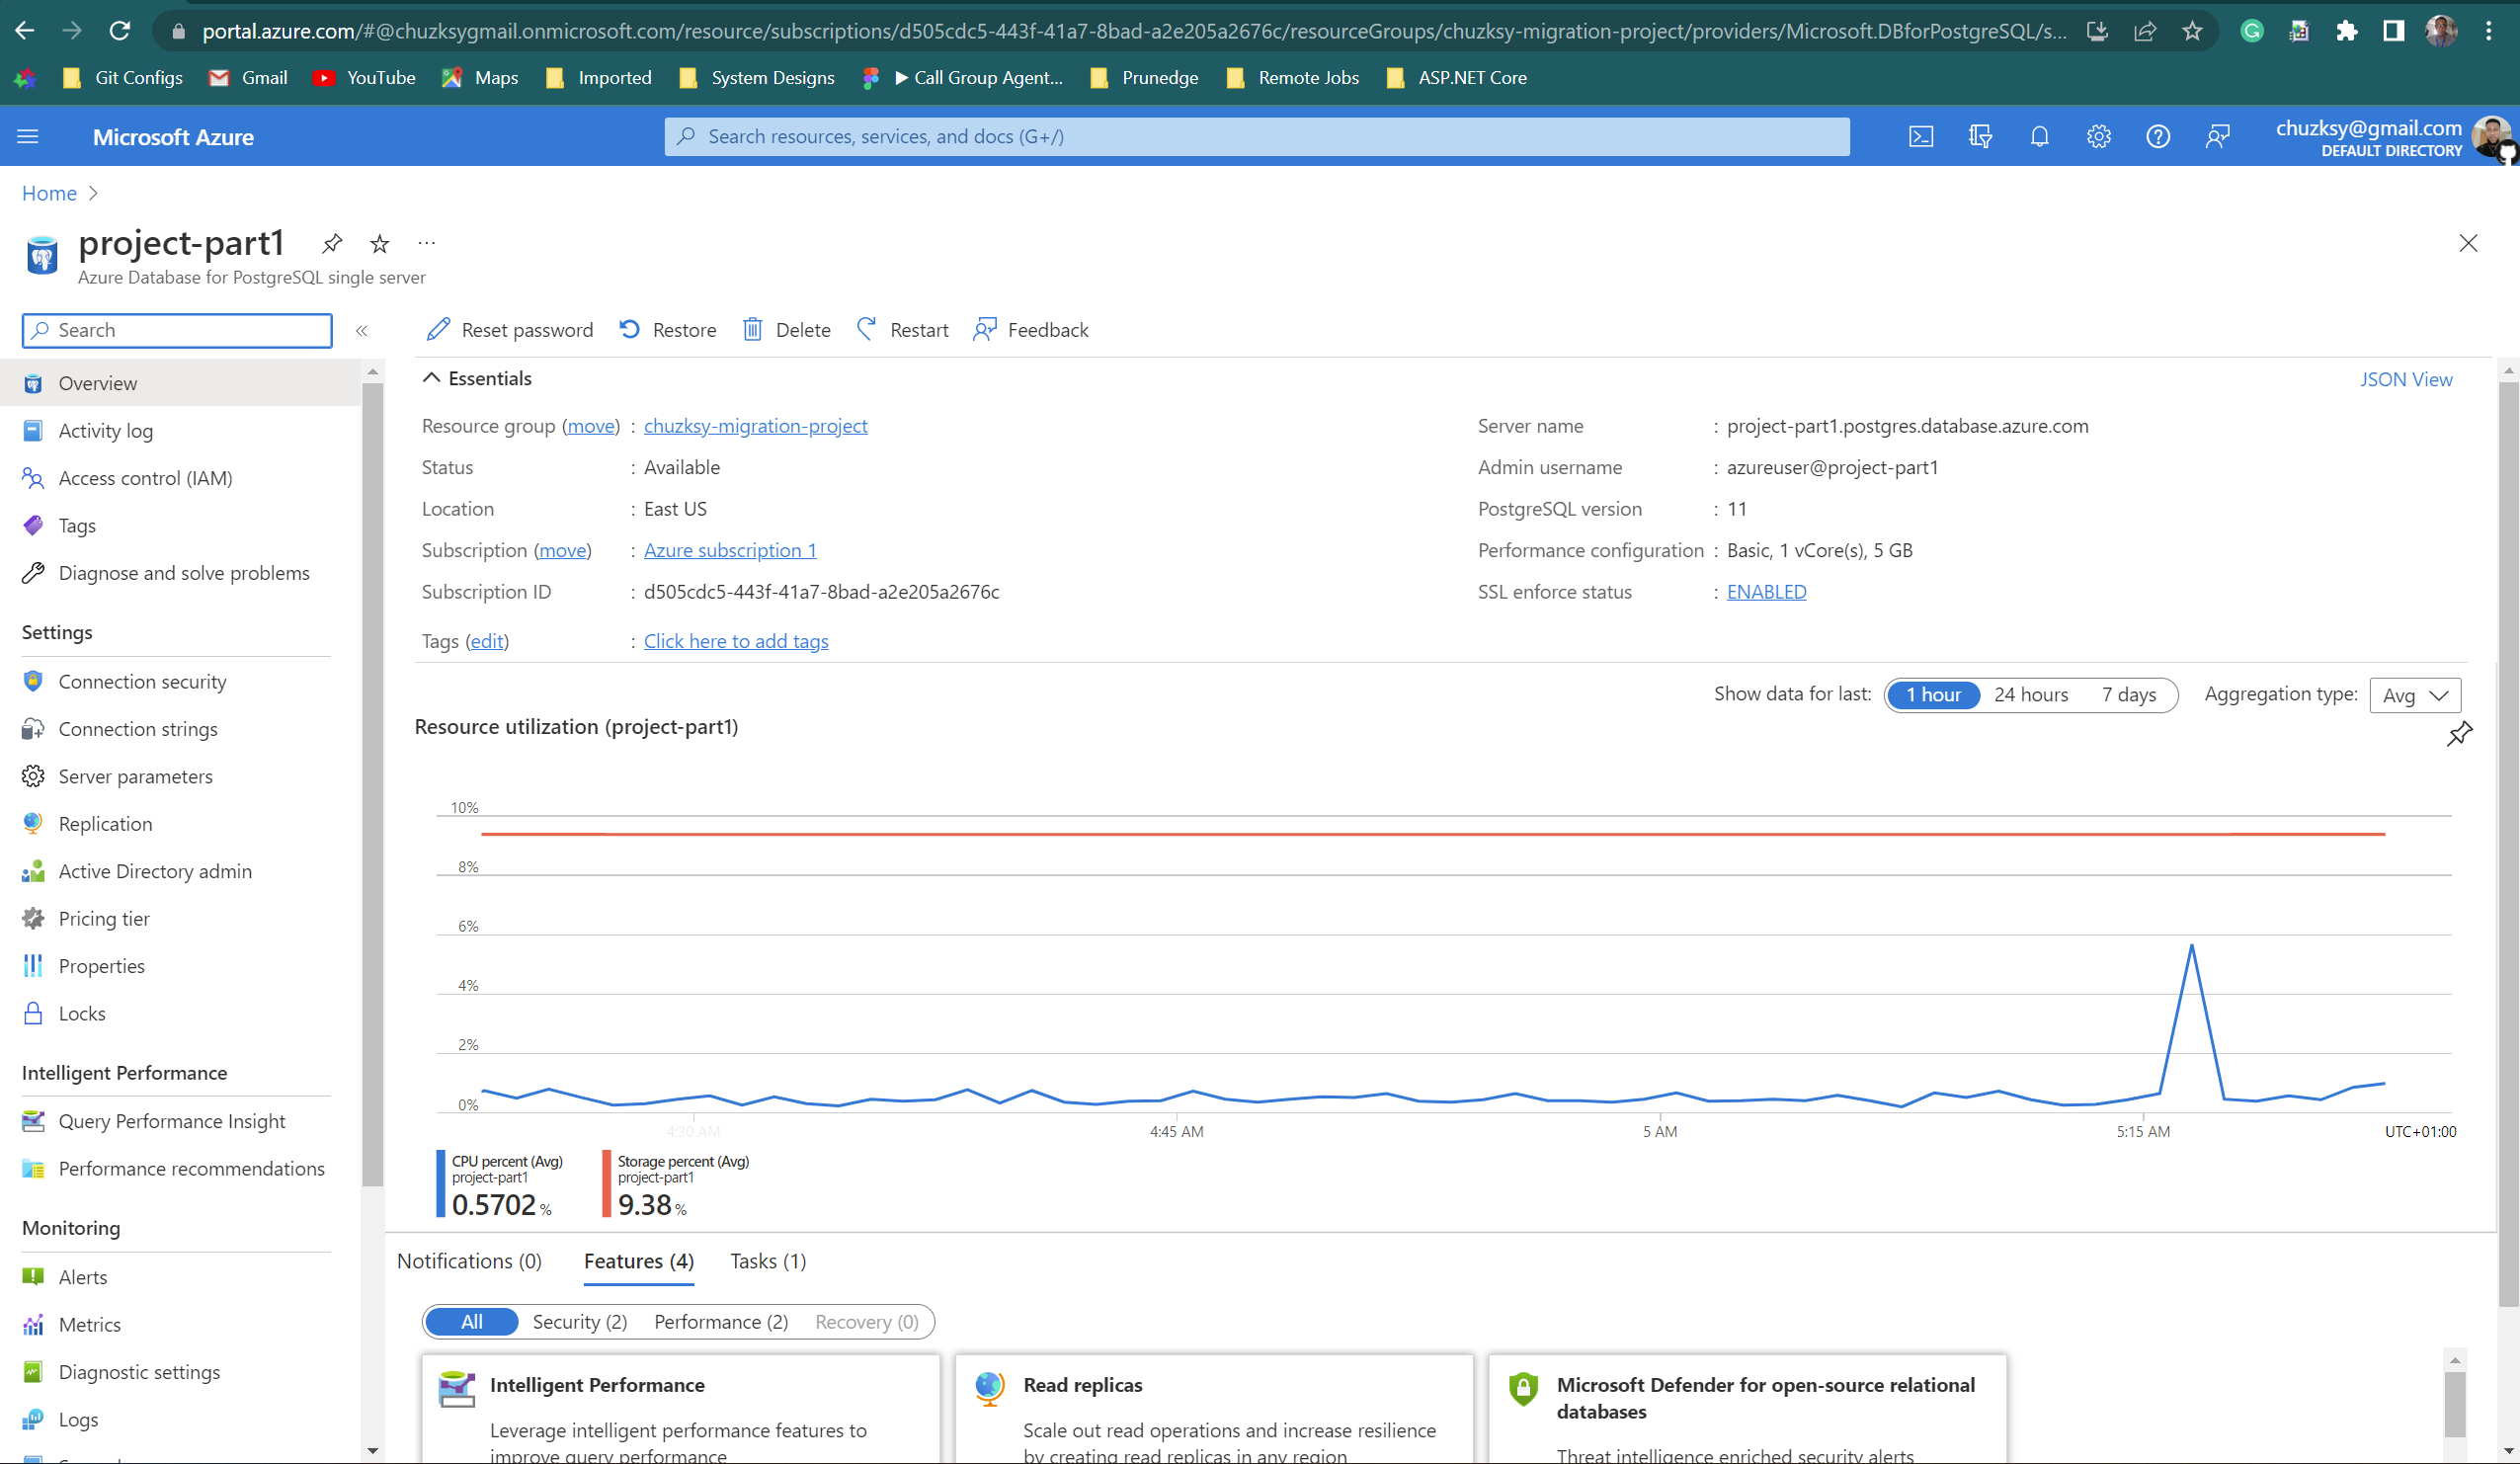 portal.azure.com/#@chuzksygmail.onmicrosoft.com/resource/subscriptions/d505cdc5-443f-41a7-8bad-a2e205a2676c/resourceGroups/chuzksy-migration-project/providers/Microsoft.DBforPostgreSQL/s...
Git Configs Gmail YouTube Maps Imported System Designs ▶ Call Group Agent... Prunedge Remote Jobs ASP.NET Core
Microsoft Azure
Search resources, services, and docs (G+/)
chuzksy@gmail.com
DEFAULT DIRECTORY
Home >
project-part1
Azure Database for PostgreSQL single server
Search «
Reset password Restore Delete Restart Feedback
Overview
Activity log
Access control (IAM)
Tags
Diagnose and solve problems
Settings
Connection security
Connection strings
Server parameters
Replication
Active Directory admin
Pricing tier
Properties
Locks
Intelligent Performance
Query Performance Insight
Performance recommendations
Monitoring
Alerts
Metrics
Diagnostic settings
Logs
Essentials
JSON View
Resource group (move) : chuzksy-migration-project
Status : Available
Location : East US
Subscription (move) : Azure subscription 1
Subscription ID : d505cdc5-443f-41a7-8bad-a2e205a2676c
Tags (edit) : Click here to add tags
Server name : project-part1.postgres.database.azure.com
Admin username : azureuser@project-part1
PostgreSQL version : 11
Performance configuration : Basic, 1 vCore(s), 5 GB
SSL enforce status : ENABLED
Show data for last: 1 hour 24 hours 7 days Aggregation type: Avg
Resource utilization (project-part1)
10%
8%
6%
4%
2%
0%
4:30 AM 4:45 AM 5 AM 5:15 AM UTC+01:00
CPU percent (Avg)
project-part1
0.5702 %
Storage percent (Avg)
project-part1
9.38 %
Notifications (0) Features (4) Tasks (1)
All Security (2) Performance (2) Recovery (0)
Intelligent Performance
Leverage intelligent performance features to
improve query performance
Read replicas
Scale out read operations and increase resilience
by creating read replicas in any region
Microsoft Defender for open-source relational
databases
Threat intelligence enriched security alerts